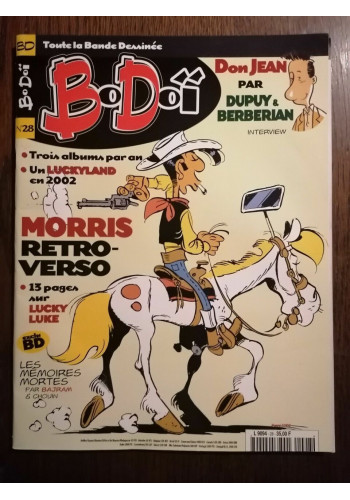 BD
Toute la Bande Dessinée
BoDoï
BoDoï
N°28
Don JEAN
PAR
DUPUY &
BERBERIAN
INTERVIEW
• Trois albums par an
• Un LUCKYLAND
en 2002
MORRIS
RETRO-
VERSO
• 13 pages
sur
LUCKY
LUKE
BD
LES
MÉMOIRES
MORTES
PAR BAJRAM
& CHOUIN